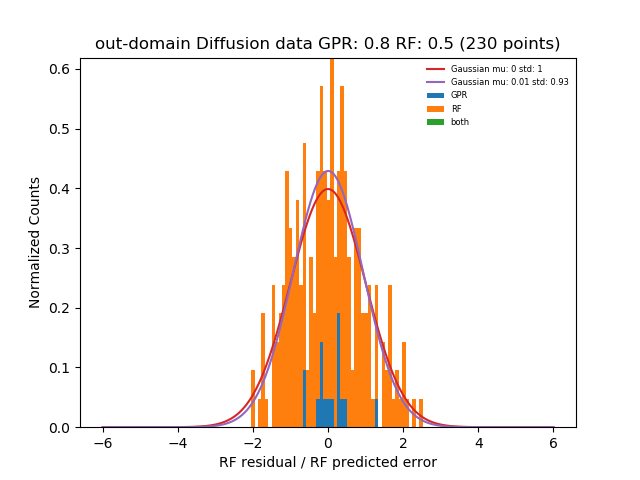 out-domain Diffusion data GPR: 0.8 RF: 0.5 (230 points)
Gaussian mu: 0 std: 1
Gaussian mu: 0.01 std: 0.93
GPR
RF
both
Normalized Counts
0.6
0.5
0.4
0.3
0.2
0.1
0.0
−6 −4 −2 0 2 4 6
RF residual / RF predicted error